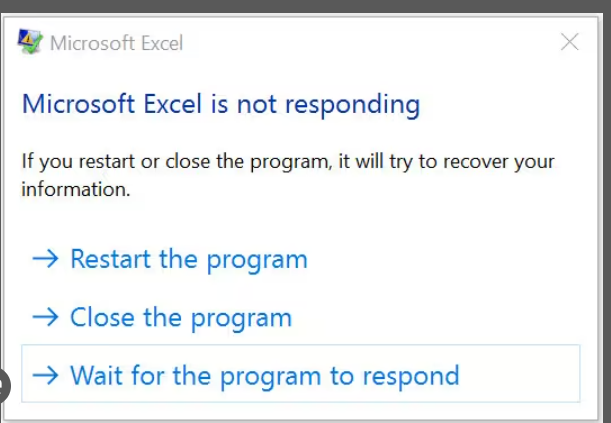 Microsoft Excel
Microsoft Excel is not responding
If you restart or close the program, it will try to recover your
information.
→ Restart the program
→ Close the program
→ Wait for the program to respond